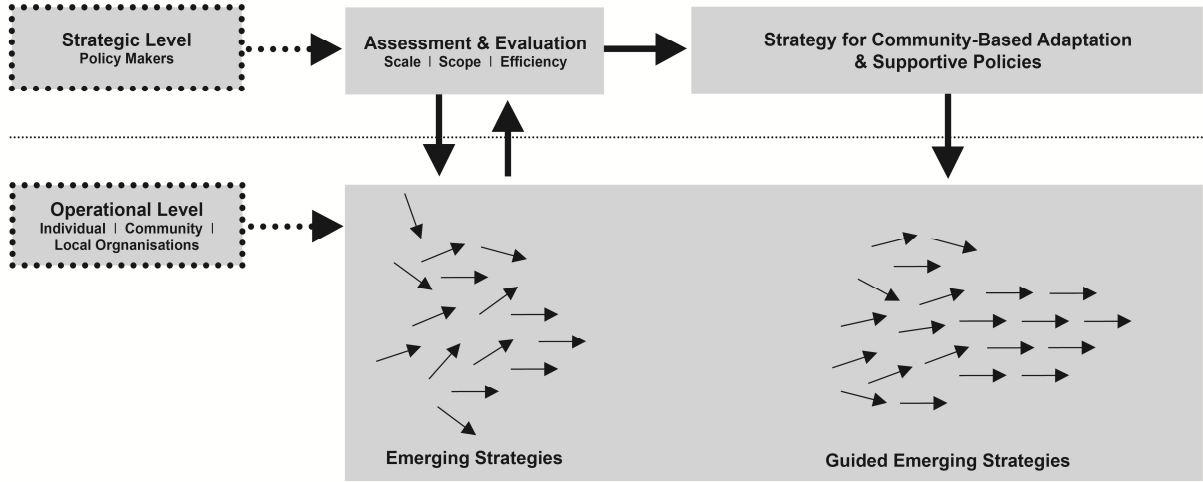 Strategic Level
Policy Makers
Assessment & Evaluation
Scale | Scope | Efficiency
Strategy for Community-Based Adaptation
& Supportive Policies
Operational Level
Individual | Community |
Local Orgnanisations
Emerging Strategies
Guided Emerging Strategies